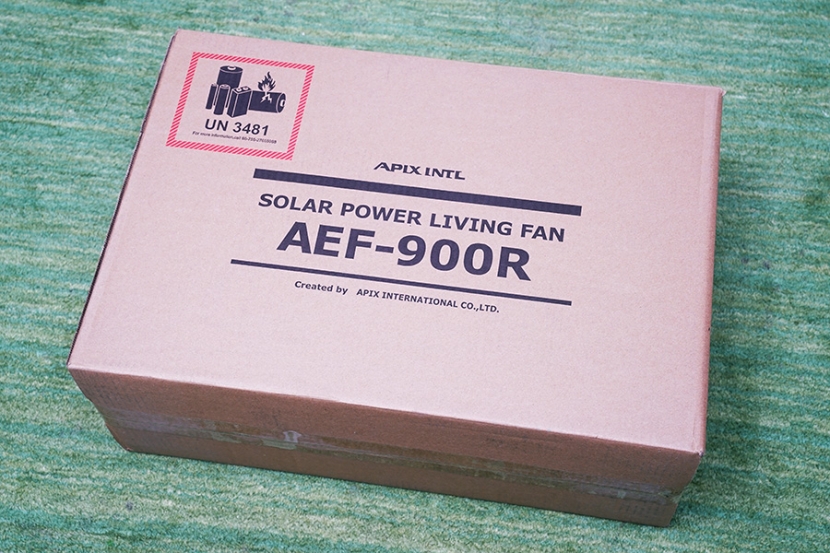 UN 3481
APIX INTL
SOLAR POWER LIVING FAN
AEF-900R
Created by APIX INTERNATIONAL CO.,LTD.